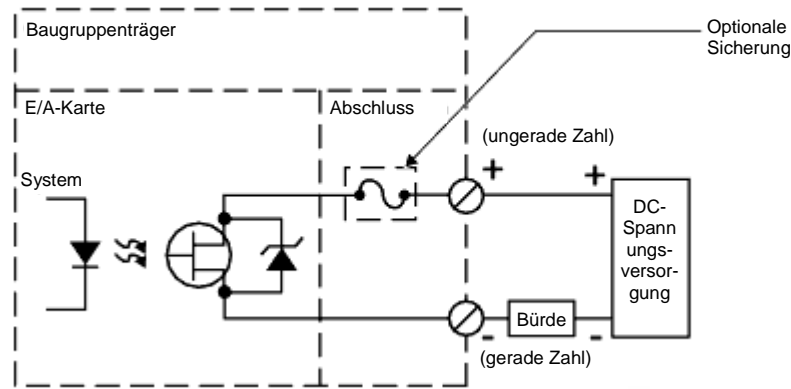 Baugruppenträger
Optionale
Sicherung
E/A-Karte
Abschluss
(ungerade Zahl)
System
+
+
DC-
Spann
ungs-
versor-
gung
Bürde
-
-
(gerade Zahl)